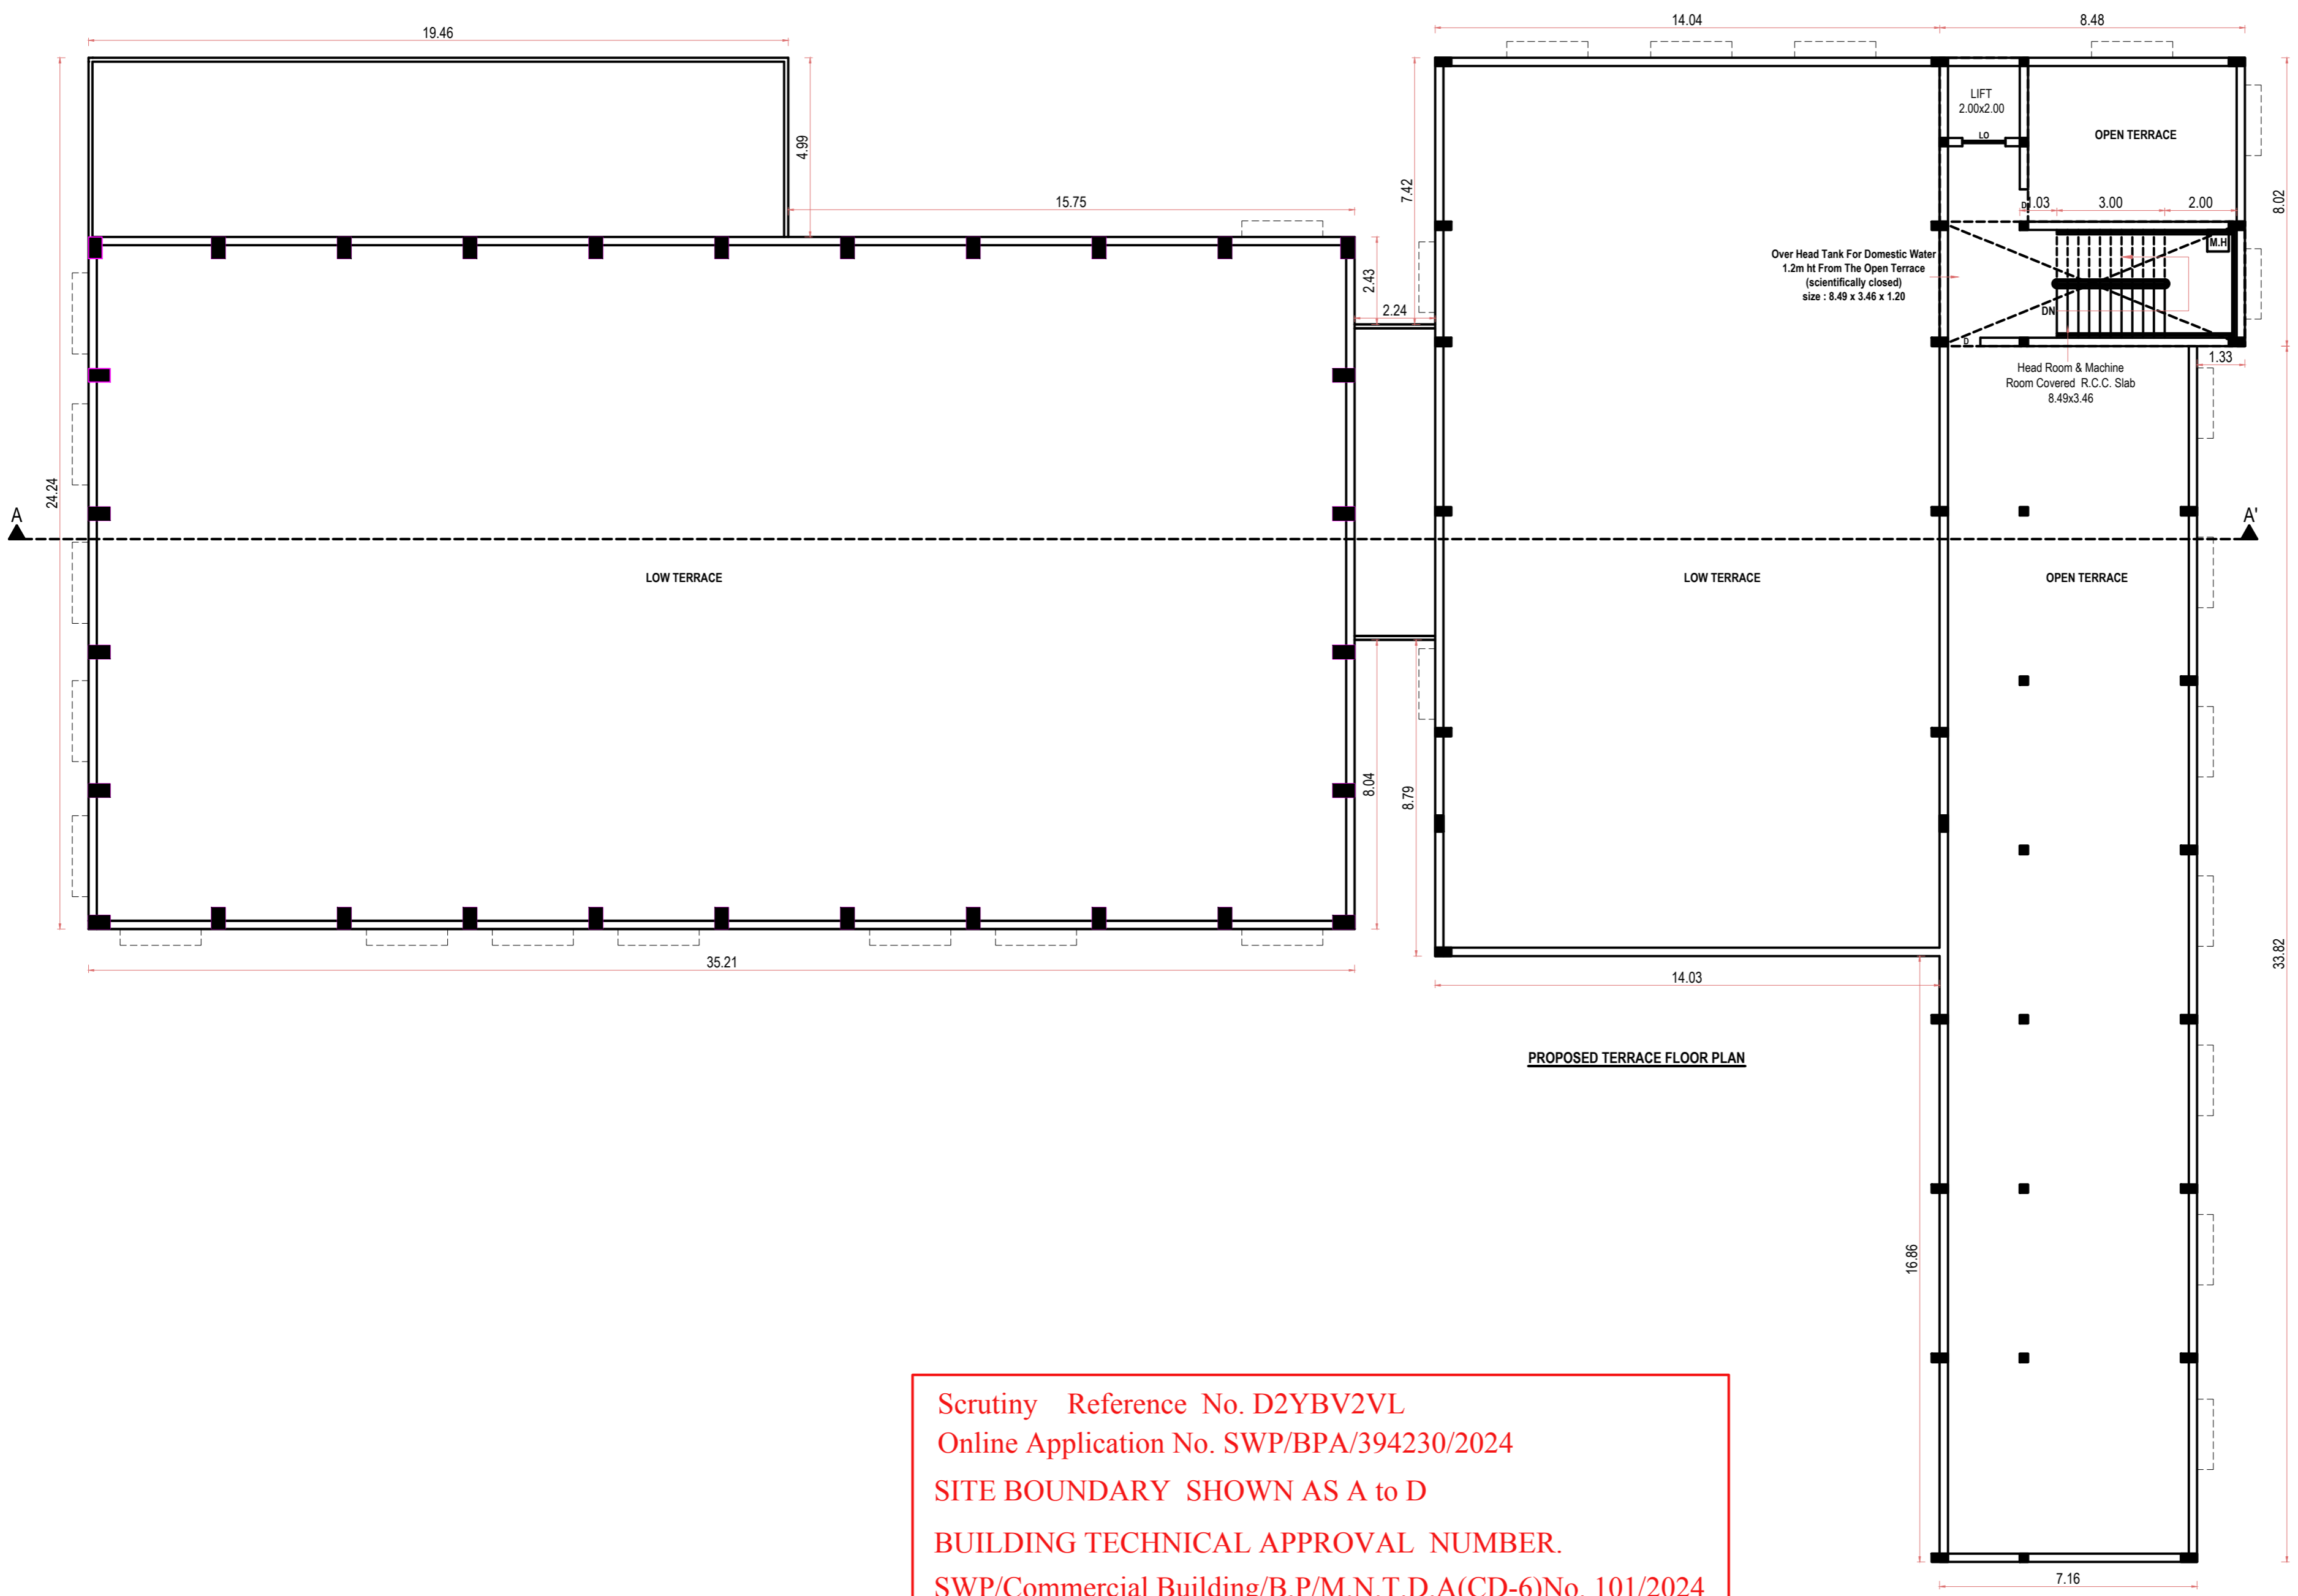 19.46
14.04
8.48
LIFT
2.00x2.00
LO
OPEN TERRACE
4.99
7.42
8.02
15.75
D
1.03
3.00
2.00
M.H
Over Head Tank For Domestic Water
1.2m ht From The Open Terrace
(scientifically closed)
size : 8.49 x 3.46 x 1.20
2.43
2.24
DN
D
1.33
Head Room & Machine
Room Covered R.C.C. Slab
8.49x3.46
24.24
A
A'
LOW TERRACE
LOW TERRACE
OPEN TERRACE
8.04
8.79
35.21
14.03
33.82
PROPOSED TERRACE FLOOR PLAN
16.86
Scrutiny Reference No. D2YBV2VL
Online Application No. SWP/BPA/394230/2024
SITE BOUNDARY SHOWN AS A to D
BUILDING TECHNICAL APPROVAL NUMBER.
SWP/Commercial Building/B.P/M.N.T.D.A(CD-6)No. 101/2024
7.16